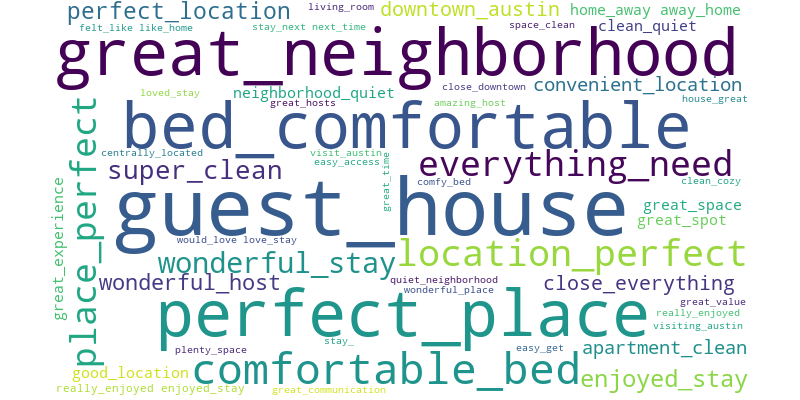 perfect_location
living_room
downtown_austin
home_away away_home
felt_like like_home
stay_next next_time
space_clean
clean_quiet
great_neighborhood
loved_stay
neighborhood_quiet
close_downtown
convenient_location
great_hosts
amazing_host
house_great
bed_comfortable
centrally_located
visit_austin
easy_access
super_clean
everything_need
great_time
comfy_bed
clean_cozy
place_perfect
great_experience
guest_house
great_space
great_spot
would_love love_stay
wonderful_stay
location_perfect
wonderful_host
quiet_neighborhood
wonderful_place
close_everything
great_value
perfect_place
really_enjoyed
visiting_austin
stay_
plenty_space
easy_get
apartment_clean
good_location
comfortable_bed
enjoyed_stay
really_enjoyed enjoyed_stay
great_communication